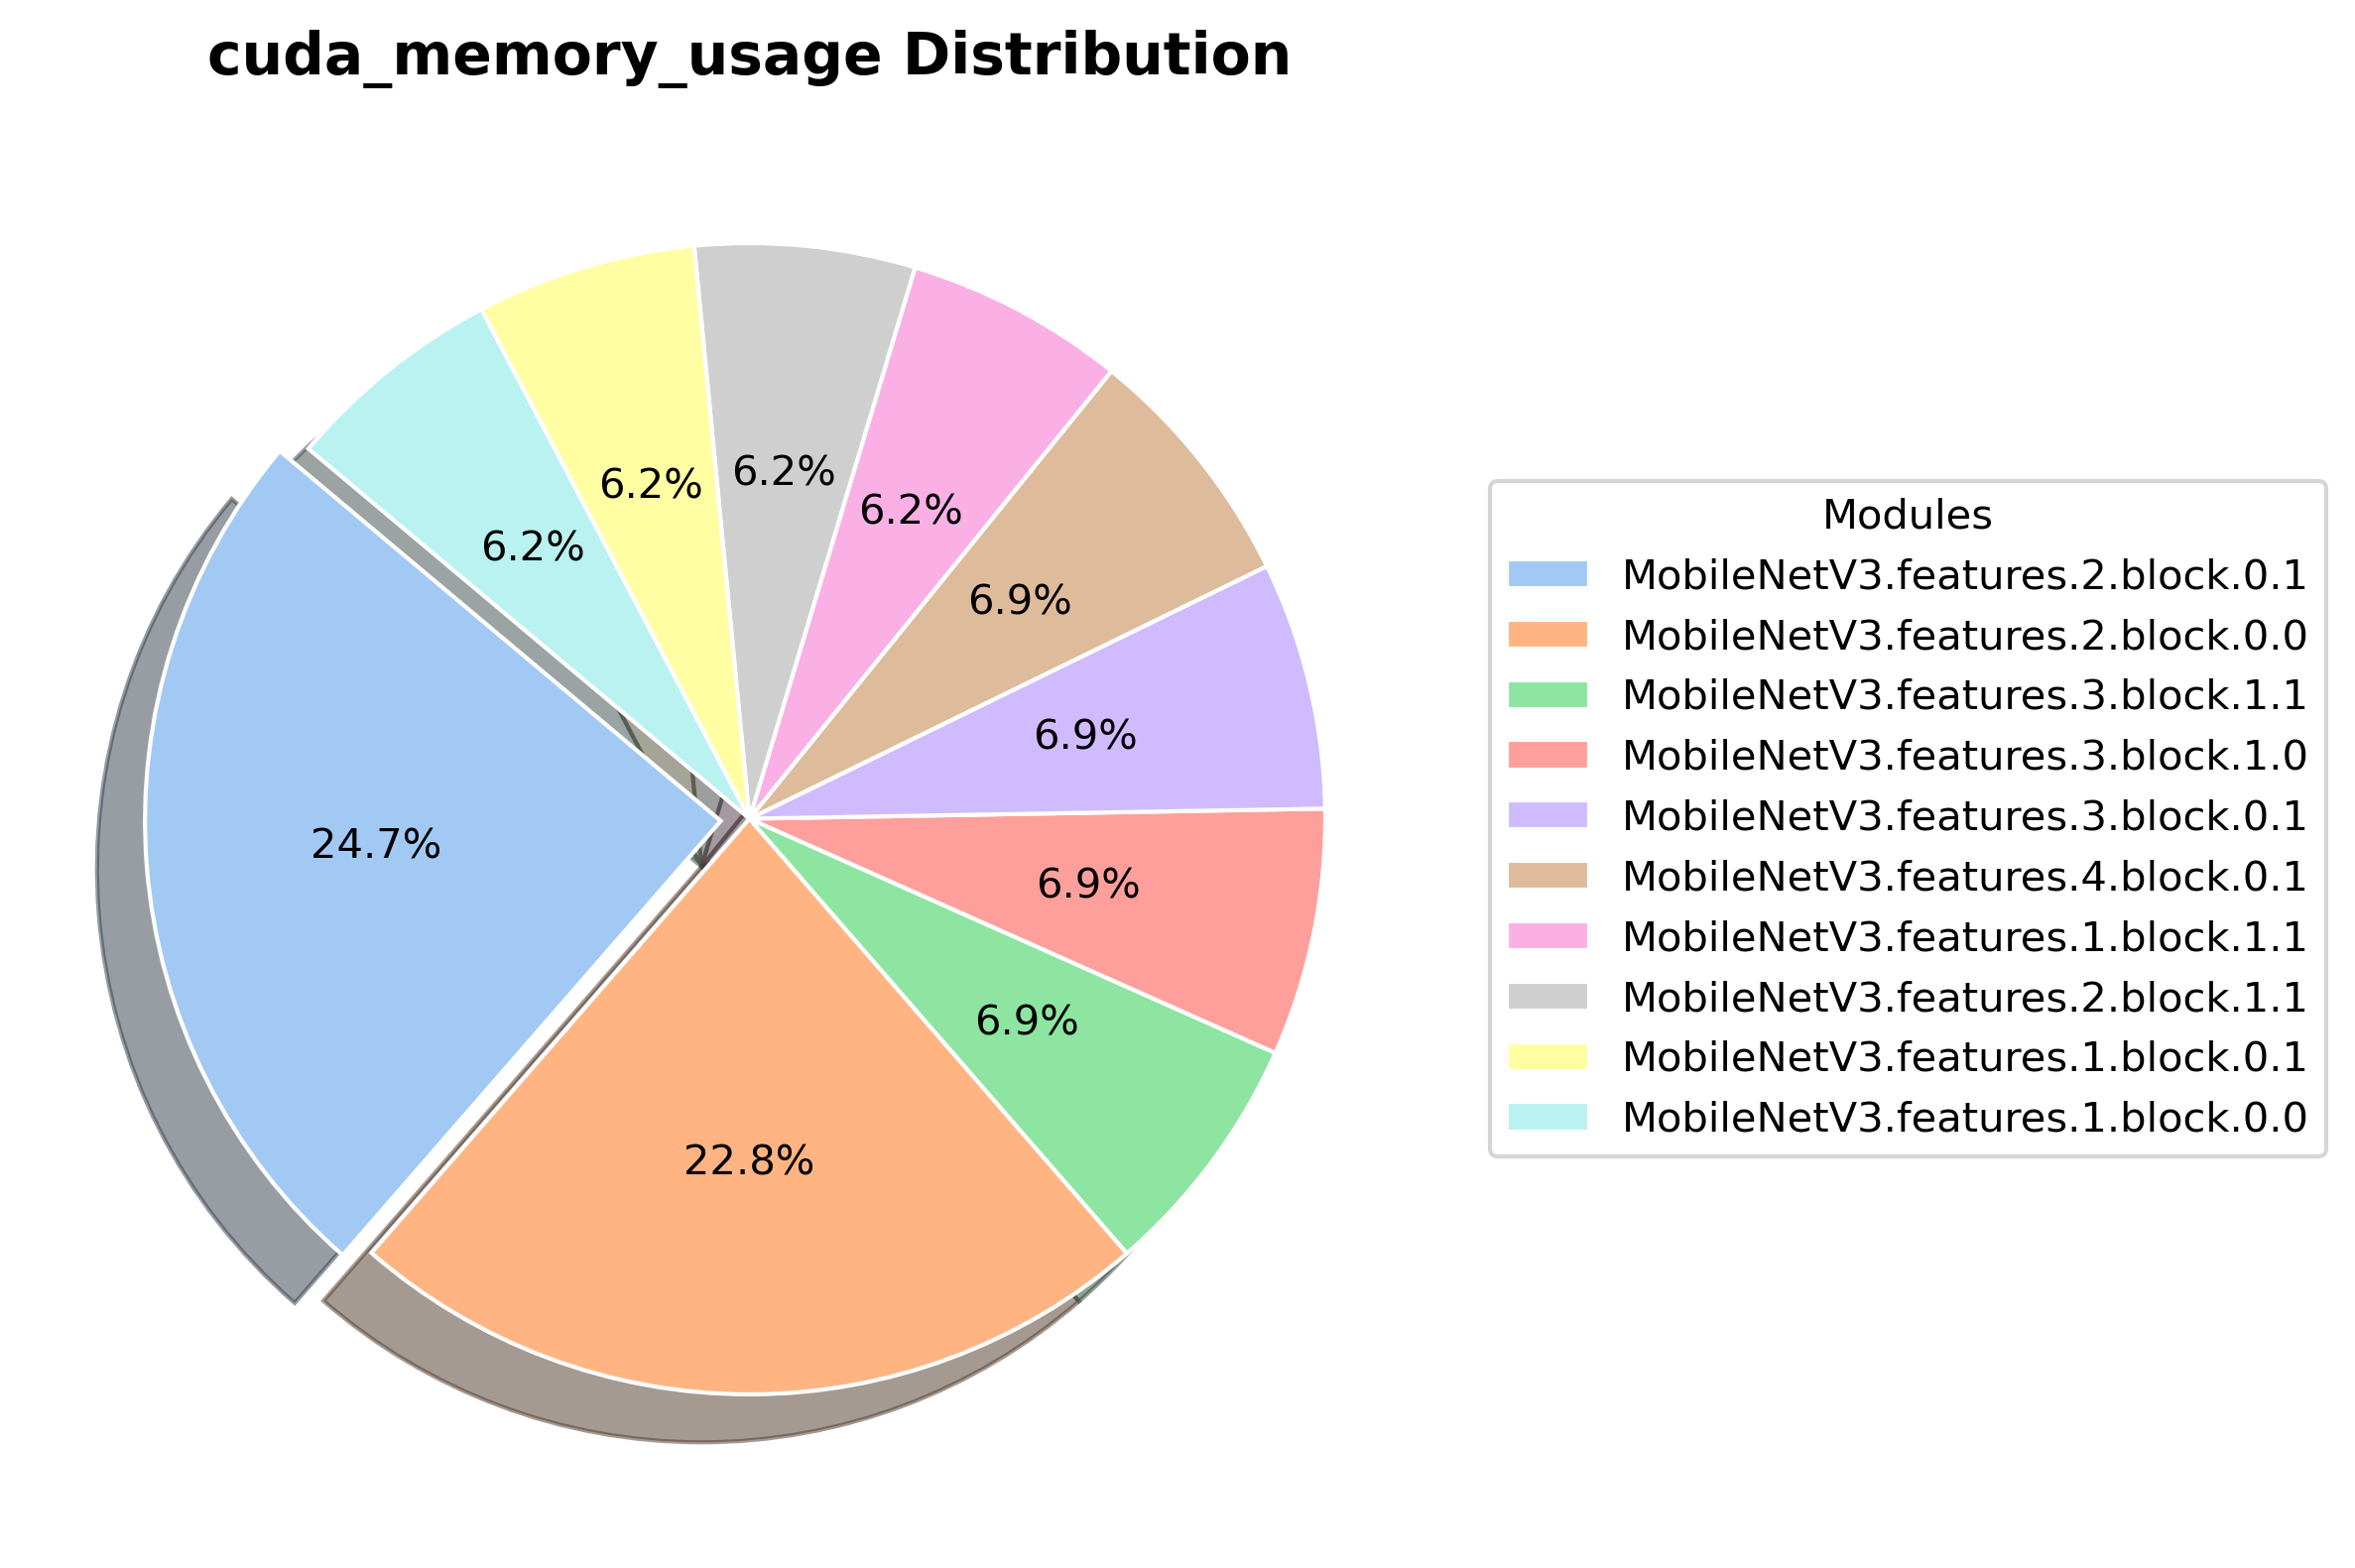 cuda_memory_usage Distribution
6.2%
6.2%
6.2%
6.2%
6.9%
6.9%
24.7%
6.9%
6.9%
22.8%
Modules
MobileNetV3.features.2.block.0.1
MobileNetV3.features.2.block.0.0
MobileNetV3.features.3.block.1.1
MobileNetV3.features.3.block.1.0
MobileNetV3.features.3.block.0.1
MobileNetV3.features.4.block.0.1
MobileNetV3.features.1.block.1.1
MobileNetV3.features.2.block.1.1
MobileNetV3.features.1.block.0.1
MobileNetV3.features.1.block.0.0